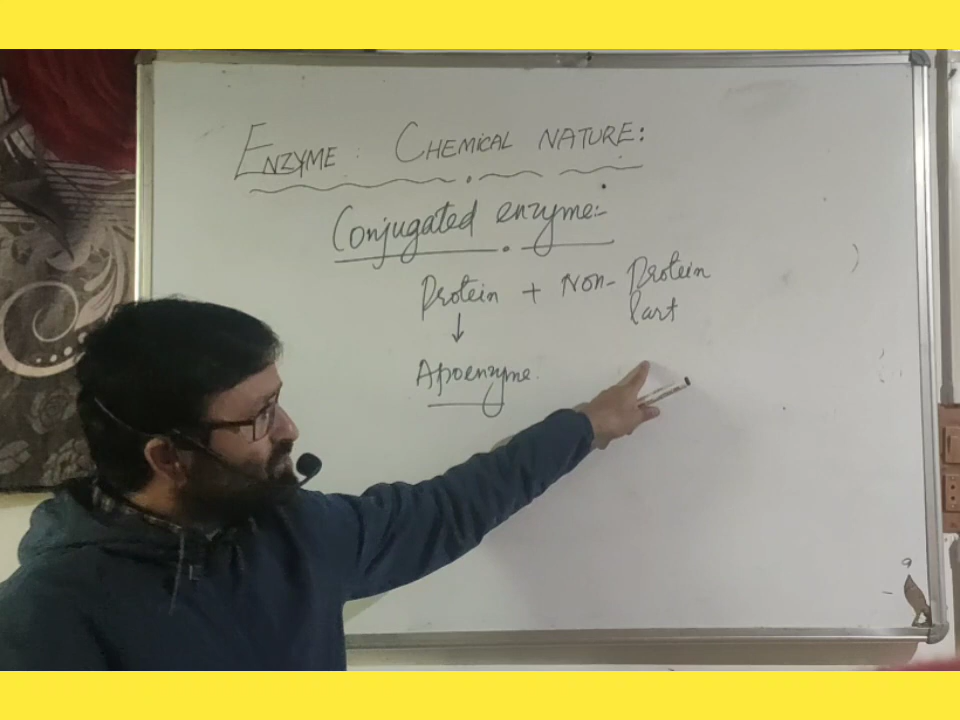 ENZYME: CHEMICAL NATURE:
Conjugated enzyme:-
Protein + Non-Protein
Part
↓
Apoenzyme.